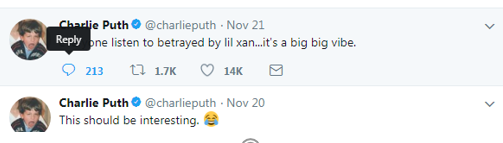 Charlie Puth @charlieputh · Nov 21
one listen to betrayed by lil xan...it's a big big vibe.
Reply
213 1.7K 14K
Charlie Puth @charlieputh · Nov 20
This should be interesting. 😂